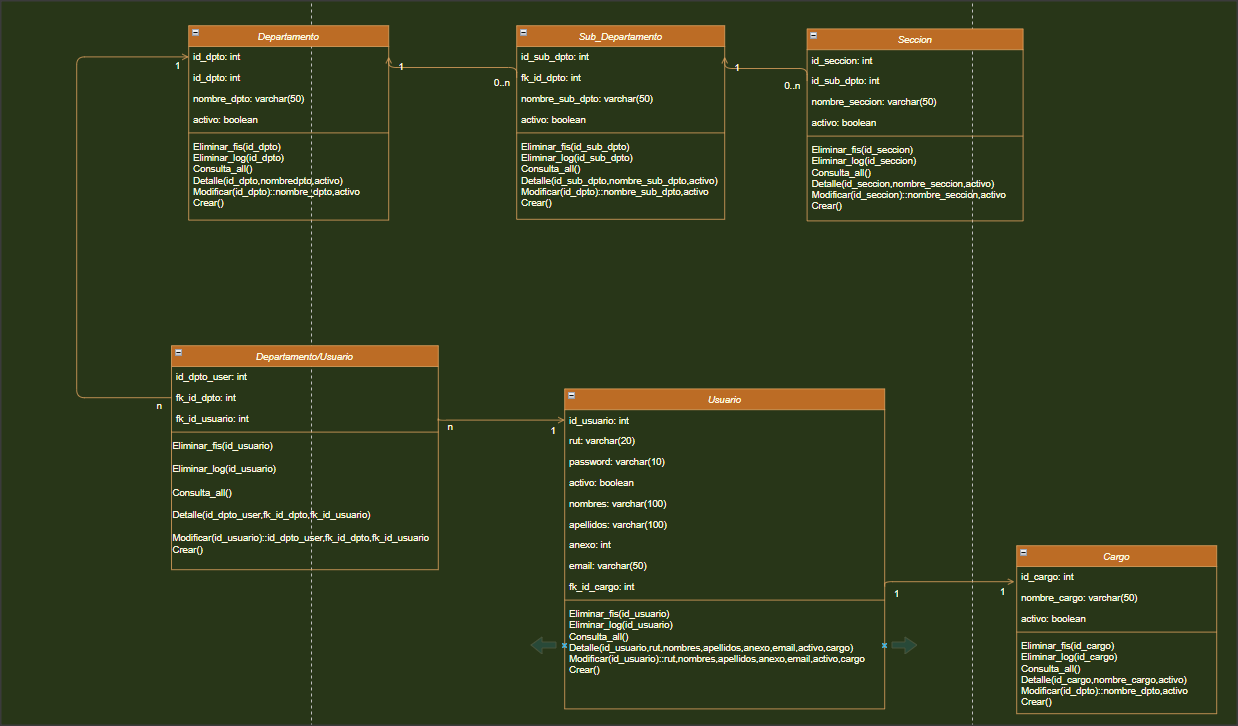 Departamento
id_dpto: int
id_dpto: int
nombre_dpto: varchar(50)
activo: boolean
Eliminar_fis(id_dpto)
Eliminar_log(id_dpto)
Consulta_all()
Detalle(id_dpto,nombredpto,activo)
Modificar(id_dpto)::nombre_dpto,activo
Crear()
1
1
0..n
Sub_Departamento
id_sub_dpto: int
fk_id_dpto: int
nombre_sub_dpto: varchar(50)
activo: boolean
Eliminar_fis(id_sub_dpto)
Eliminar_log(id_sub_dpto)
Consulta_all()
Detalle(id_sub_dpto,nombre_sub_dpto,activo)
Modificar(id_dpto)::nombre_sub_dpto,activo
Crear()
1
0..n
Seccion
id_seccion: int
id_sub_dpto: int
nombre_seccion: varchar(50)
activo: boolean
Eliminar_fis(id_seccion)
Eliminar_log(id_seccion)
Consulta_all()
Detalle(id_seccion,nombre_seccion,activo)
Modificar(id_seccion)::nombre_seccion,activo
Crear()
Departamento/Usuario
id_dpto_user: int
fk_id_dpto: int
fk_id_usuario: int
Eliminar_fis(id_usuario)
Eliminar_log(id_usuario)
Consulta_all()
Detalle(id_dpto_user,fk_id_dpto,fk_id_usuario)
Modificar(id_usuario)::id_dpto_user,fk_id_dpto,fk_id_usuario
Crear()
n
n
1
Usuario
id_usuario: int
rut: varchar(20)
password: varchar(10)
activo: boolean
nombres: varchar(100)
apellidos: varchar(100)
anexo: int
email: varchar(50)
fk_id_cargo: int
Eliminar_fis(id_usuario)
Eliminar_log(id_usuario)
Consulta_all()
Detalle(id_usuario,rut,nombres,apellidos,anexo,email,activo,cargo)
Modificar(id_usuario)::rut,nombres,apellidos,anexo,email,activo,cargo
Crear()
1
1
Cargo
id_cargo: int
nombre_cargo: varchar(50)
activo: boolean
Eliminar_fis(id_cargo)
Eliminar_log(id_cargo)
Consulta_all()
Detalle(id_cargo,nombre_cargo,activo)
Modificar(id_dpto)::nombre_dpto,activo
Crear()